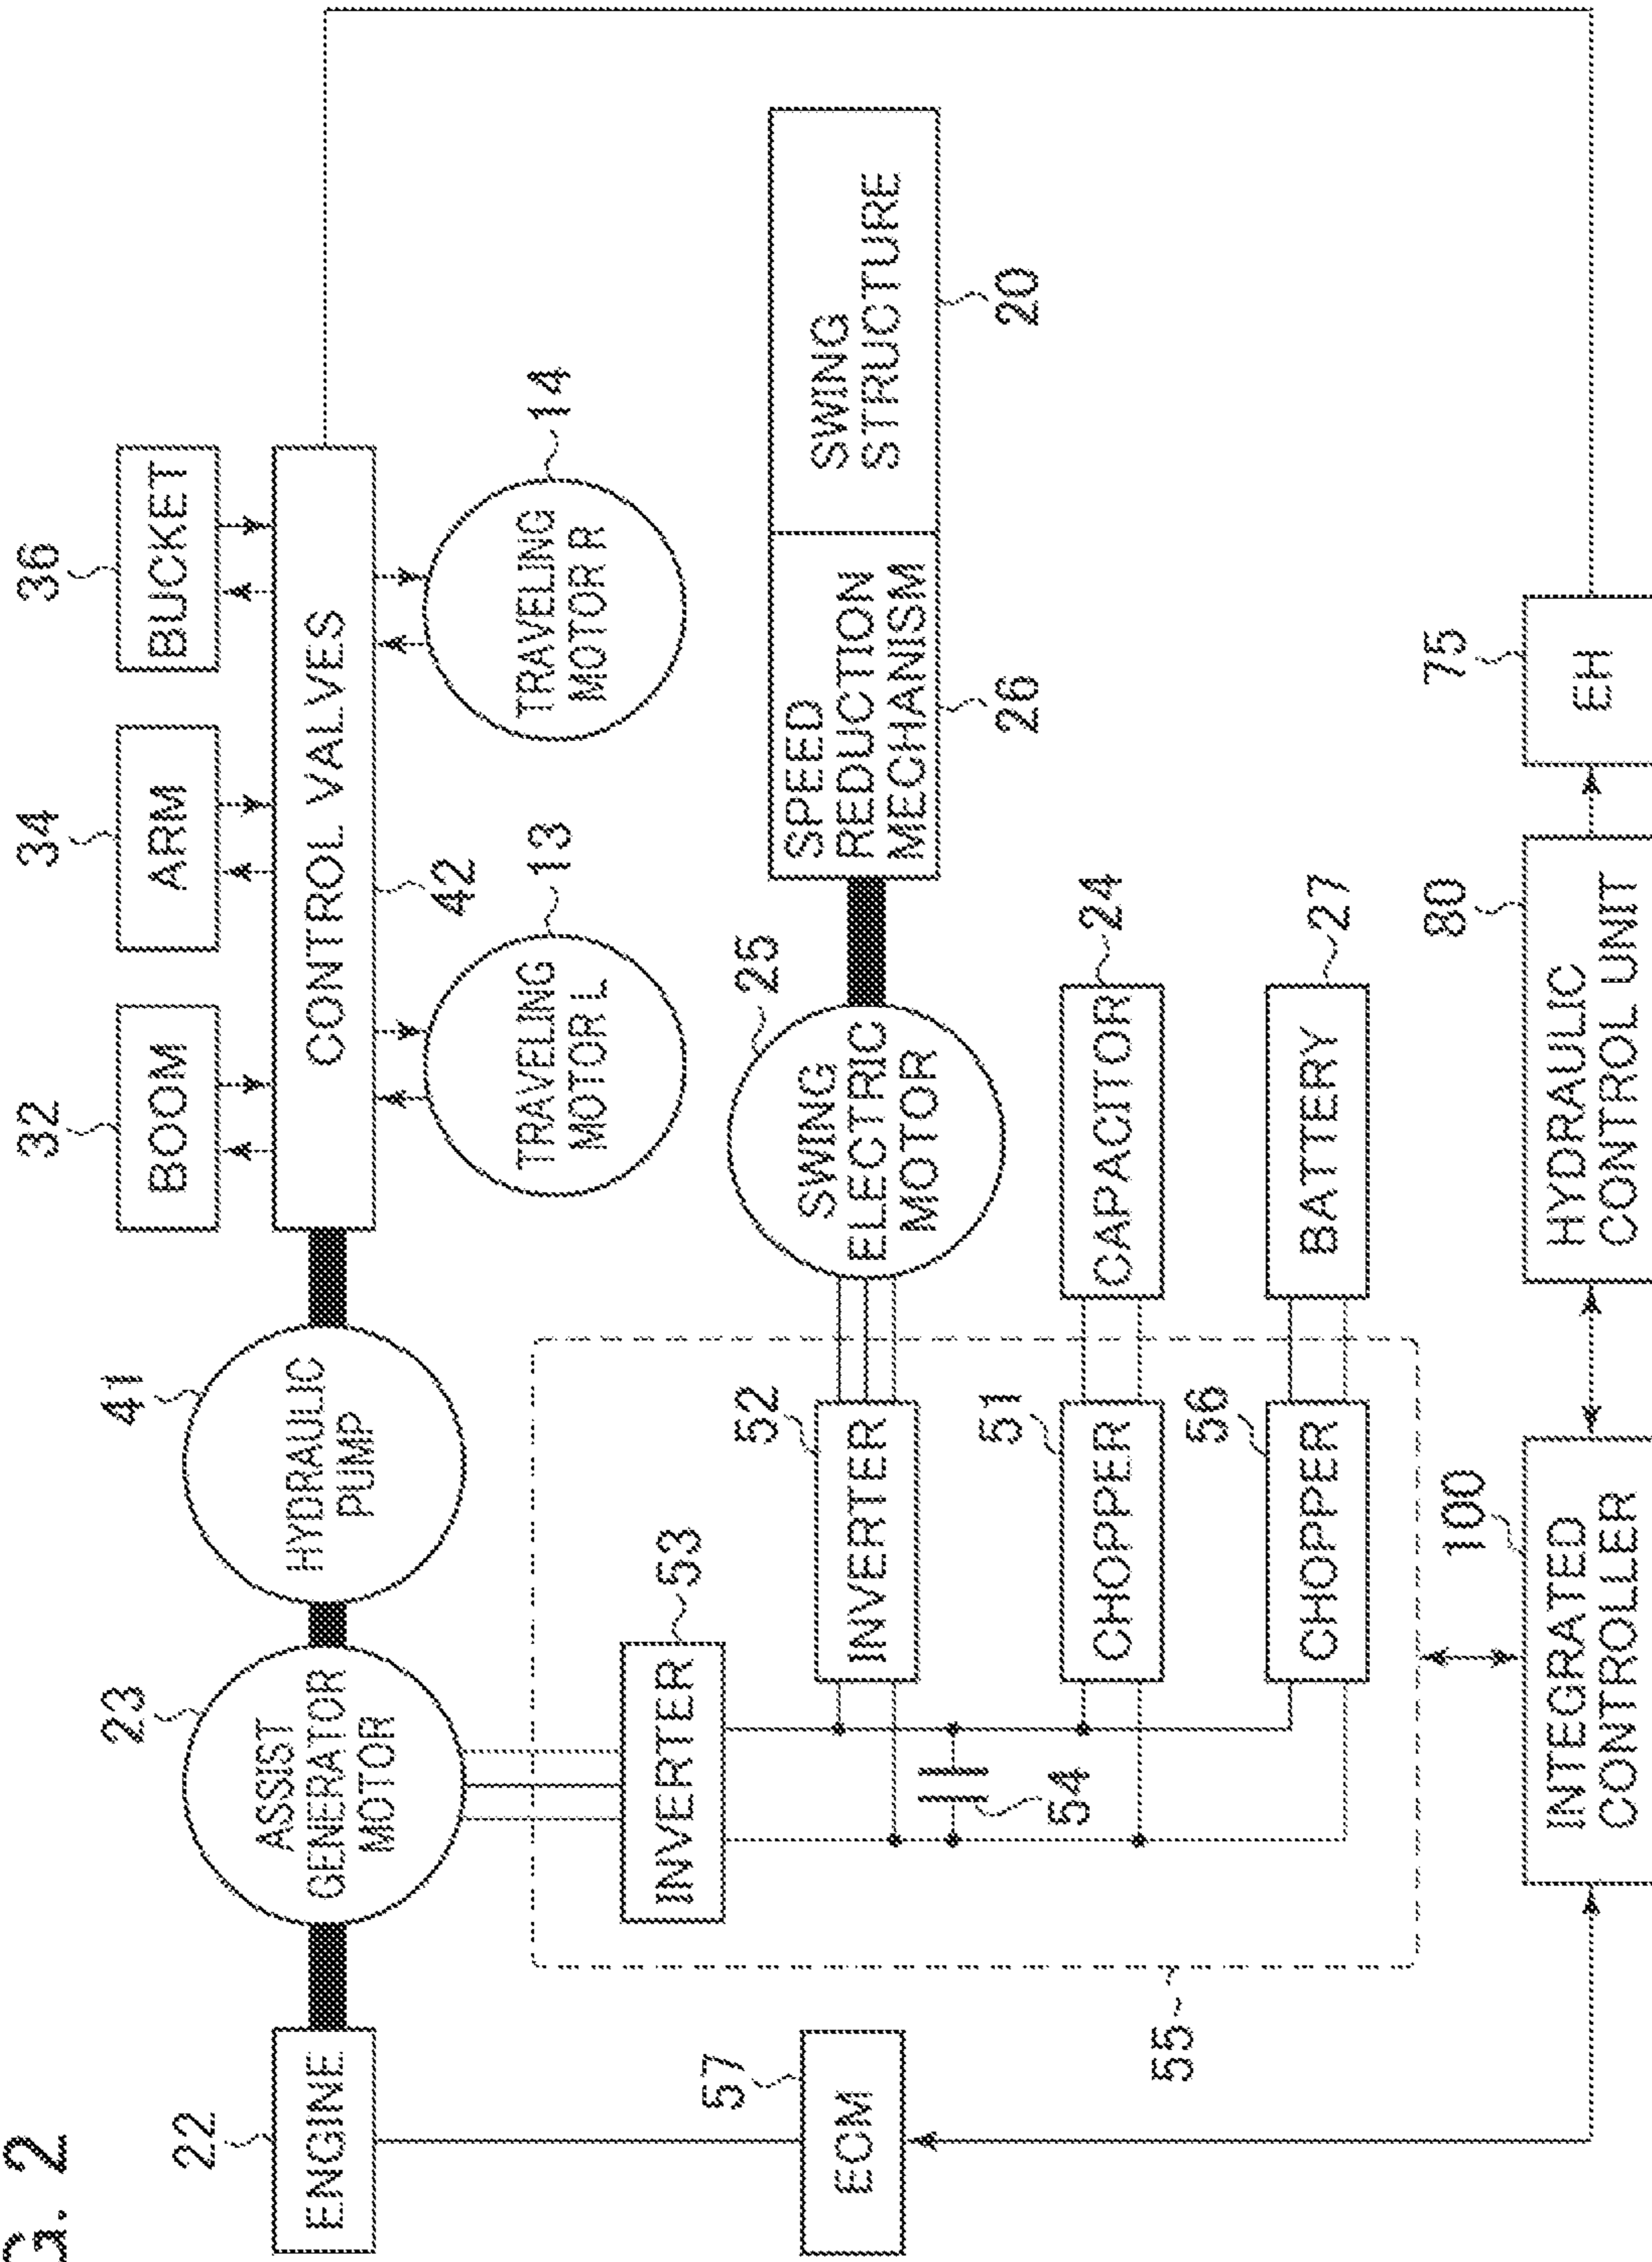 G. 2
36
34
32
BUCKET
ARM
BOOM
41
23
22
CONTROL VALVES
HYDRAULIC
PUMP
ASSIST
GENERATOR
MOTOR
ENGINE
42
14
13
TRAVELING
MOTOR R
TRAVELING
MOTOR L
53
INVERTER
57
ECM
25
SWING
ELECTRIC
MOTOR
SPEED
REDUCTION
MECHANISM
SWING
STRUCTURE
26
20
52
INVERTER
54
51
CHOPPER
24
CAPACITOR
56
CHOPPER
27
BATTERY
55
100
INTEGRATED
CONTROLLER
80
HYDRAULIC
CONTROL UNIT
75
EH